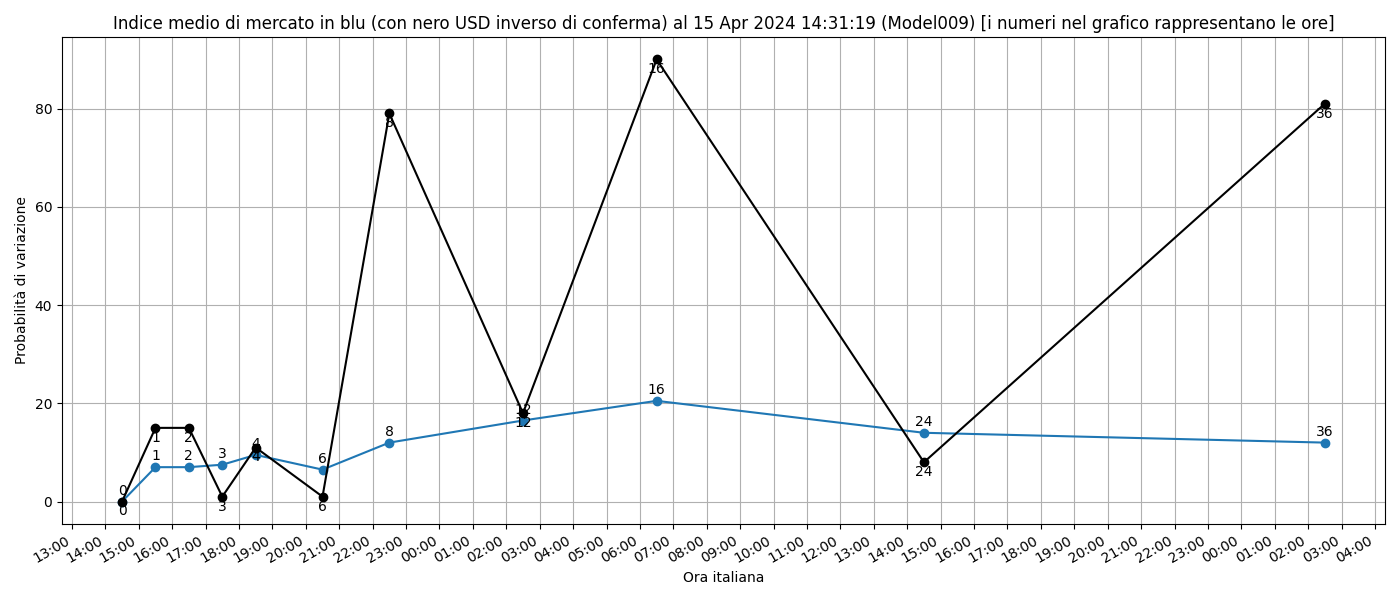 Indice medio di mercato in blu (con nero USD inverso di conferma) al 15 Apr 2024 14:31:19 (Model009) [i numeri nel grafico rappresentano le ore]
Probabilità di variazione
80
60
40
20
0
0 1 2 3 4 6 8 12 16 24 36
0 1 2 3 4 6 8 12 16 24 36
13:00 14:00 15:00 16:00 17:00 18:00 19:00 20:00 21:00 22:00 23:00 00:00 01:00 02:00 03:00 04:00 05:00 06:00 07:00 08:00 09:00 10:00 11:00 12:00 13:00 14:00 15:00 16:00 17:00 18:00 19:00 20:00 21:00 22:00 23:00 00:00 01:00 02:00 03:00 04:00
Ora italiana